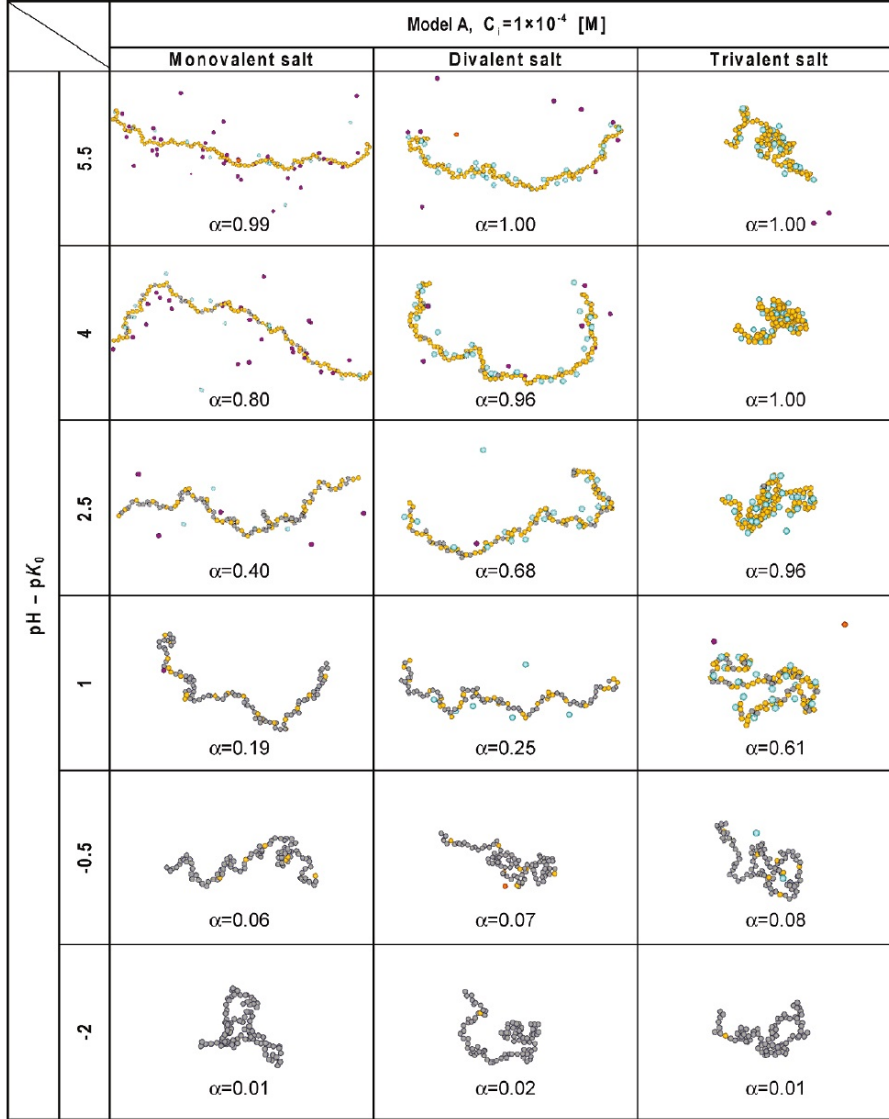 Model A, Cᵢ=1×10⁻⁴ [M]
Monovalent salt Divalent salt Trivalent salt
pH – pK₀
5.5
α=0.99 α=1.00 α=1.00
4
α=0.80 α=0.96 α=1.00
2.5
α=0.40 α=0.68 α=0.96
1
α=0.19 α=0.25 α=0.61
-0.5
α=0.06 α=0.07 α=0.08
-2
α=0.01 α=0.02 α=0.01